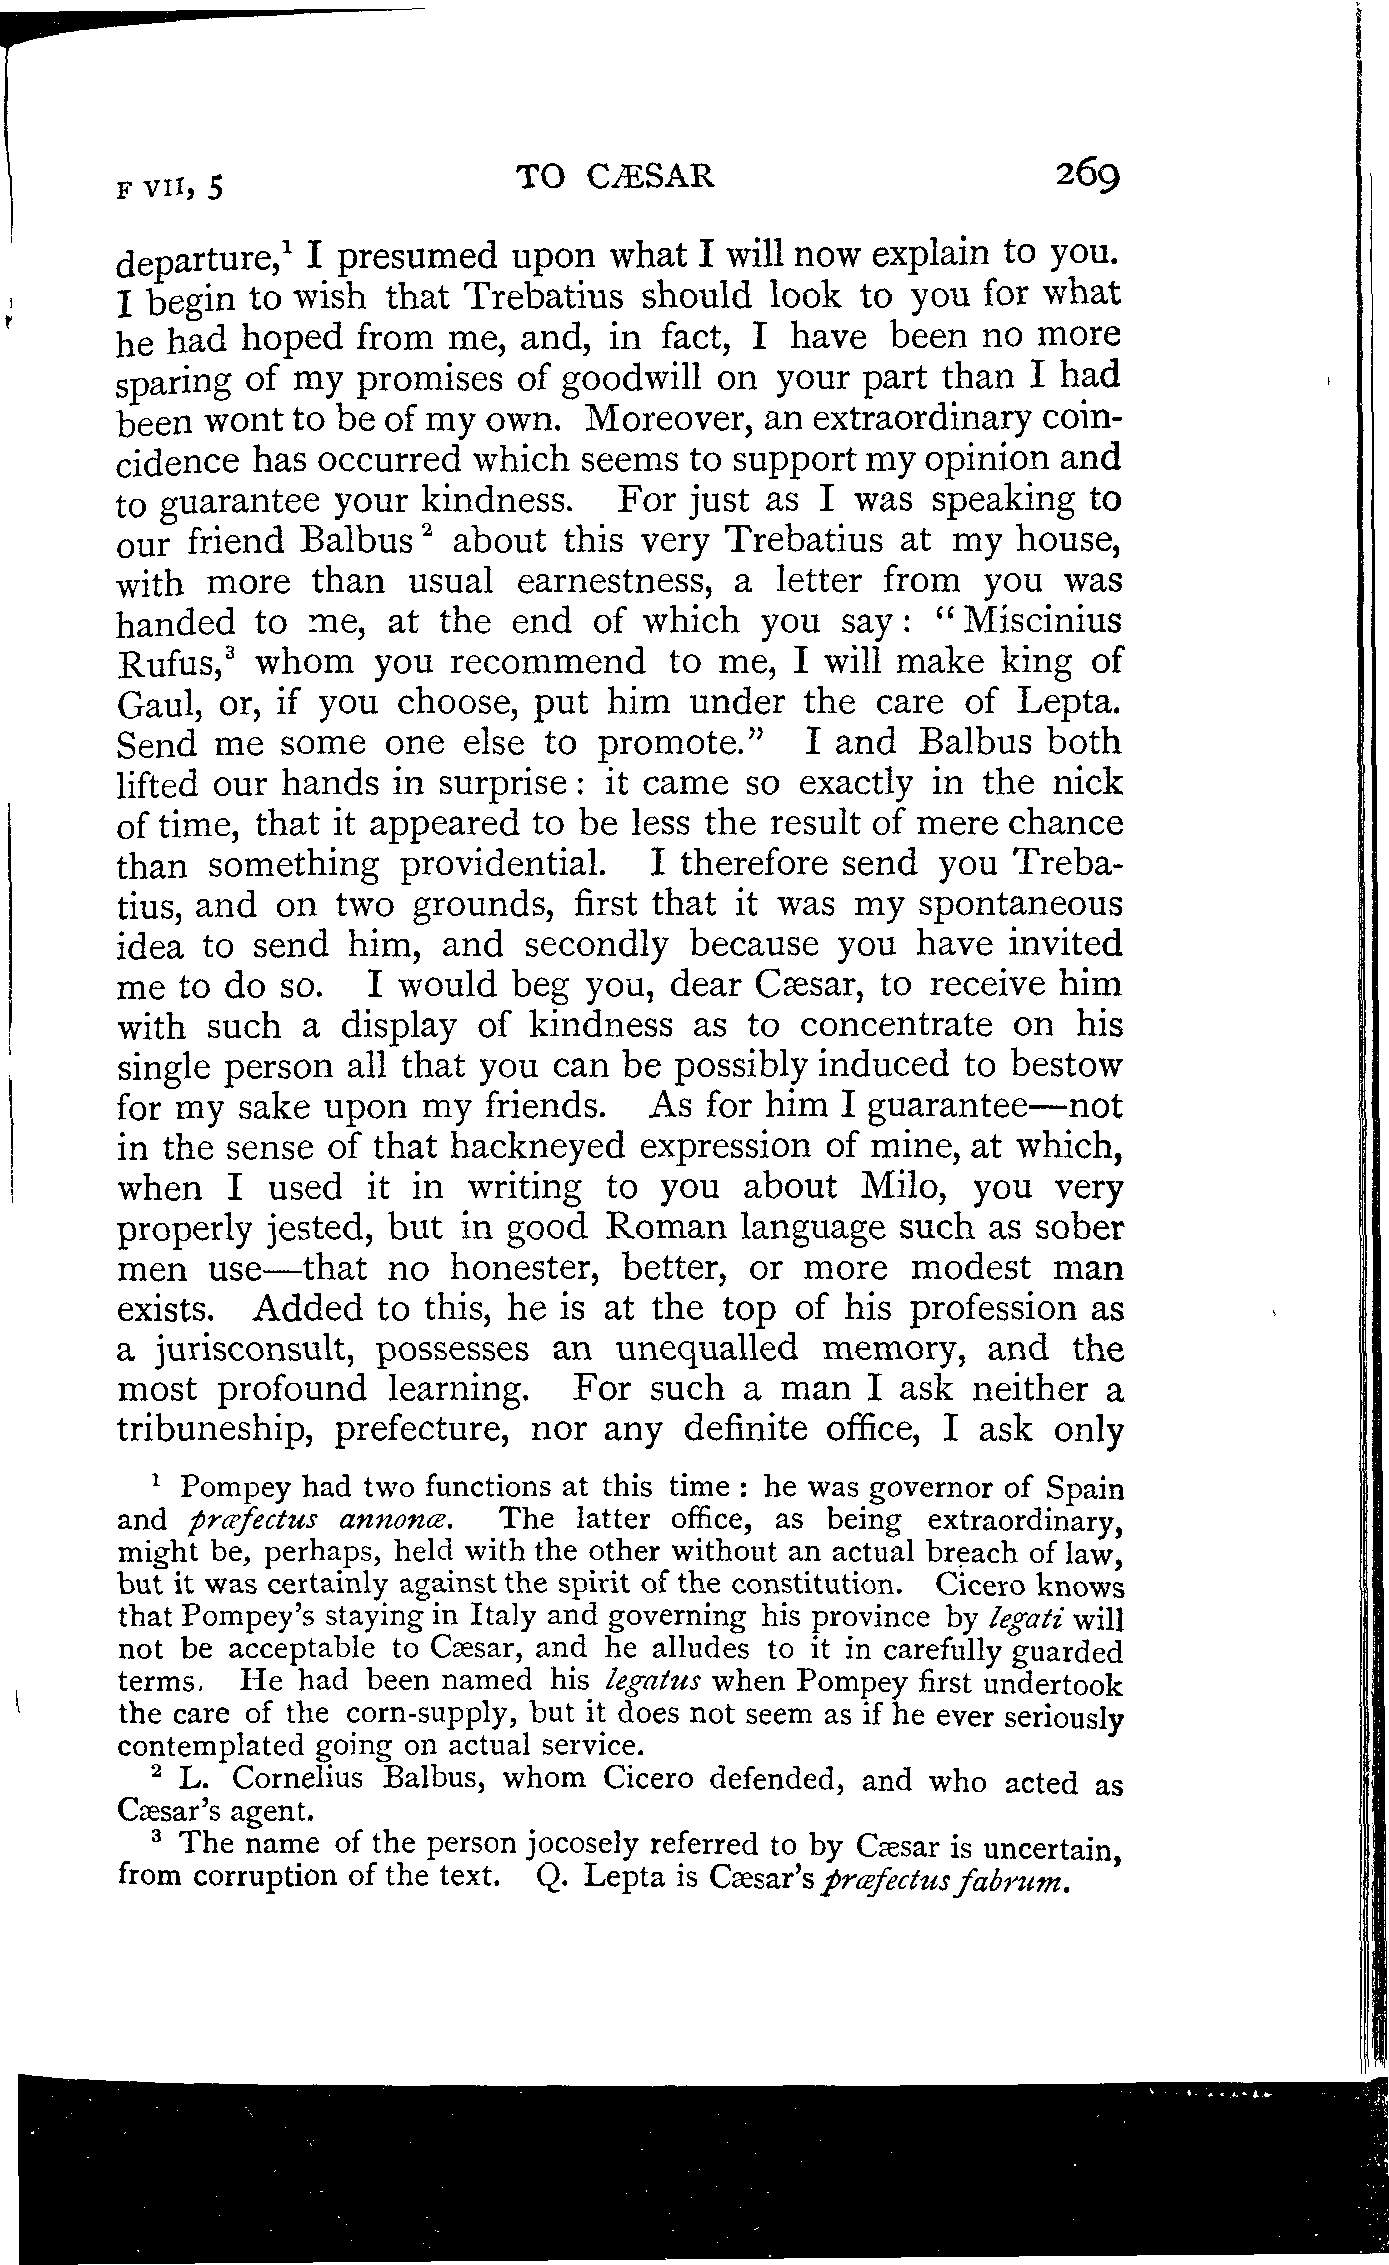 F VII, 5 TO CÆSAR 269
departure,¹ I presumed upon what I will now explain to you.
I begin to wish that Trebatius should look to you for what
he had hoped from me, and, in fact, I have been no more
sparing of my promises of goodwill on your part than I had
been wont to be of my own. Moreover, an extraordinary coin-
cidence has occurred which seems to support my opinion and
to guarantee your kindness. For just as I was speaking to
our friend Balbus ² about this very Trebatius at my house,
with more than usual earnestness, a letter from you was
handed to me, at the end of which you say: “Miscinius
Rufus,³ whom you recommend to me, I will make king of
Gaul, or, if you choose, put him under the care of Lepta.
Send me some one else to promote.” I and Balbus both
lifted our hands in surprise: it came so exactly in the nick
of time, that it appeared to be less the result of mere chance
than something providential. I therefore send you Treba-
tius, and on two grounds, first that it was my spontaneous
idea to send him, and secondly because you have invited
me to do so. I would beg you, dear Cæsar, to receive him
with such a display of kindness as to concentrate on his
single person all that you can be possibly induced to bestow
for my sake upon my friends. As for him I guarantee—not
in the sense of that hackneyed expression of mine, at which,
when I used it in writing to you about Milo, you very
properly jested, but in good Roman language such as sober
men use—that no honester, better, or more modest man
exists. Added to this, he is at the top of his profession as
a jurisconsult, possesses an unequalled memory, and the
most profound learning. For such a man I ask neither a
tribuneship, prefecture, nor any definite office, I ask only
¹ Pompey had two functions at this time: he was governor of Spain
and præfectus annonæ. The latter office, as being extraordinary,
might be, perhaps, held with the other without an actual breach of law,
but it was certainly against the spirit of the constitution. Cicero knows
that Pompey’s staying in Italy and governing his province by legati will
not be acceptable to Cæsar, and he alludes to it in carefully guarded
terms. He had been named his legatus when Pompey first undertook
the care of the corn-supply, but it does not seem as if he ever seriously
contemplated going on actual service.
² L. Cornelius Balbus, whom Cicero defended, and who acted as
Cæsar’s agent.
³ The name of the person jocosely referred to by Cæsar is uncertain,
from corruption of the text. Q. Lepta is Cæsar’s præfectus fabrum.